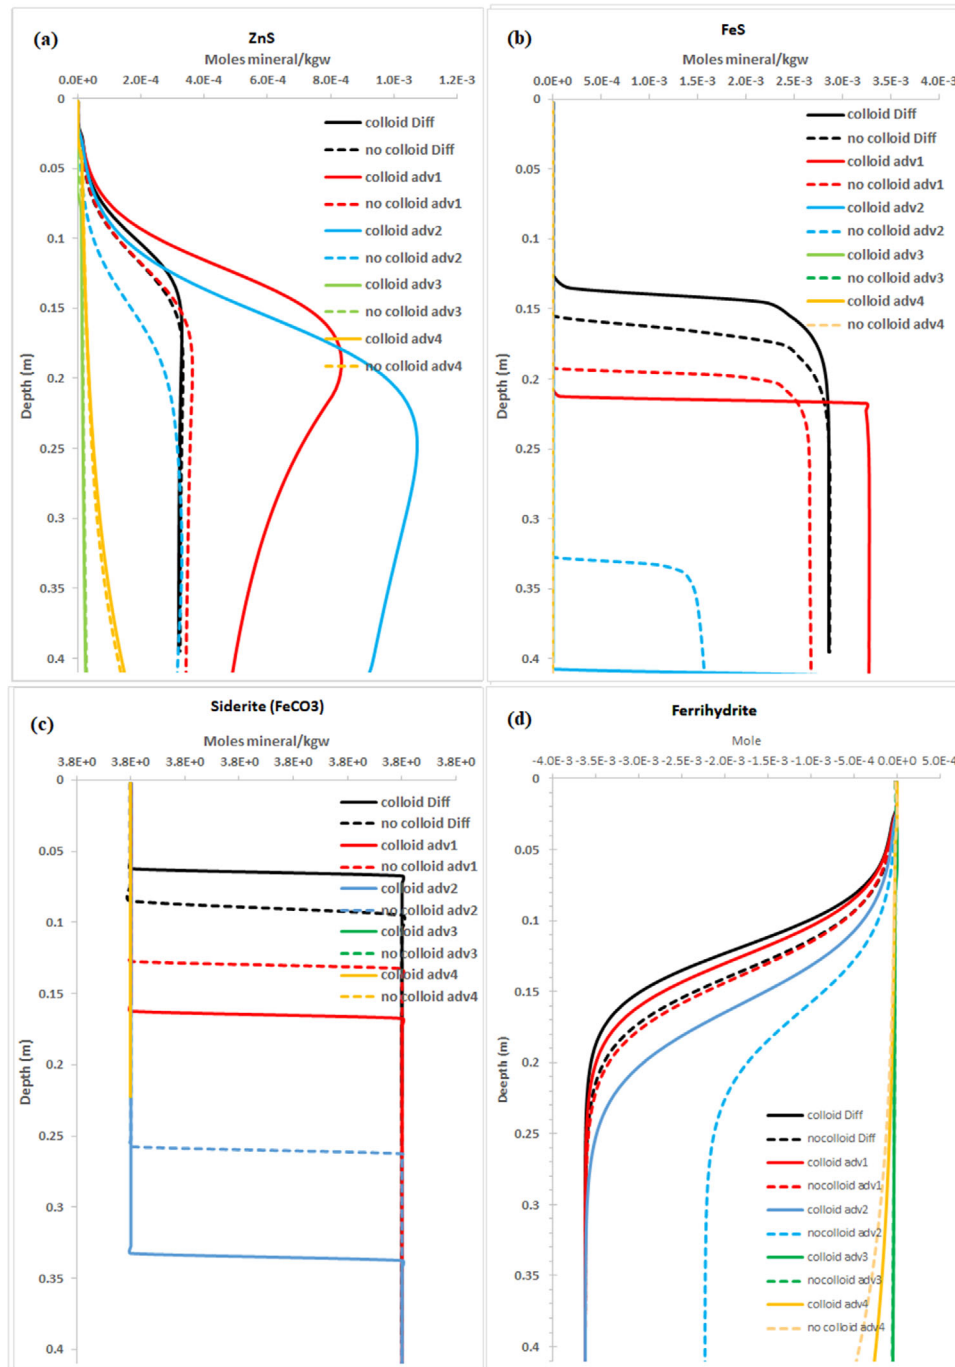 (a)
ZnS
Moles mineral/kgw
0.0E+0 2.0E-4 4.0E-4 6.0E-4 8.0E-4 1.0E-3 1.2E-3
0
0.05
0.1
0.15
0.2
0.25
0.3
0.35
0.4
Depth (m)
colloid Diff
no colloid Diff
colloid adv1
no colloid adv1
colloid adv2
no colloid adv2
colloid adv3
no colloid adv3
colloid adv4
no colloid adv4
(b)
FeS
Moles mineral/kgw
0.0E+0 5.0E-4 1.0E-3 1.5E-3 2.0E-3 2.5E-3 3.0E-3 3.5E-3 4.0E-3
0
0.05
0.1
0.15
0.2
0.25
0.3
0.35
0.4
Depth (m)
colloid Diff
no colloid Diff
colloid adv1
no colloid adv1
colloid adv2
no colloid adv2
colloid adv3
no colloid adv3
colloid adv4
no colloid adv4
(c)
Siderite (FeCO3)
Moles mineral/kgw
3.8E+0 3.8E+0 3.8E+0 3.8E+0 3.8E+0 3.8E+0 3.8E+0 3.8E+0
0
0.05
0.1
0.15
0.2
0.25
0.3
0.35
0.4
Depth (m)
colloid Diff
no colloid Diff
colloid adv1
no colloid adv1
colloid adv2
no colloid adv2
colloid adv3
no colloid adv3
colloid adv4
no colloid adv4
(d)
Ferrihydrite
Mole
-4.0E-3 -3.5E-3 -3.0E-3 -2.5E-3 -2.0E-3 -1.5E-3 -1.0E-3 -5.0E-4 0.0E+0 5.0E-4
0
0.05
0.1
0.15
0.2
0.25
0.3
0.35
0.4
Deepth (m)
colloid Diff
nocolloid Diff
colloid adv1
nocolloid adv1
colloid adv2
nocolloid adv2
colloid adv3
nocolloid adv3
colloid adv4
no colloid adv4